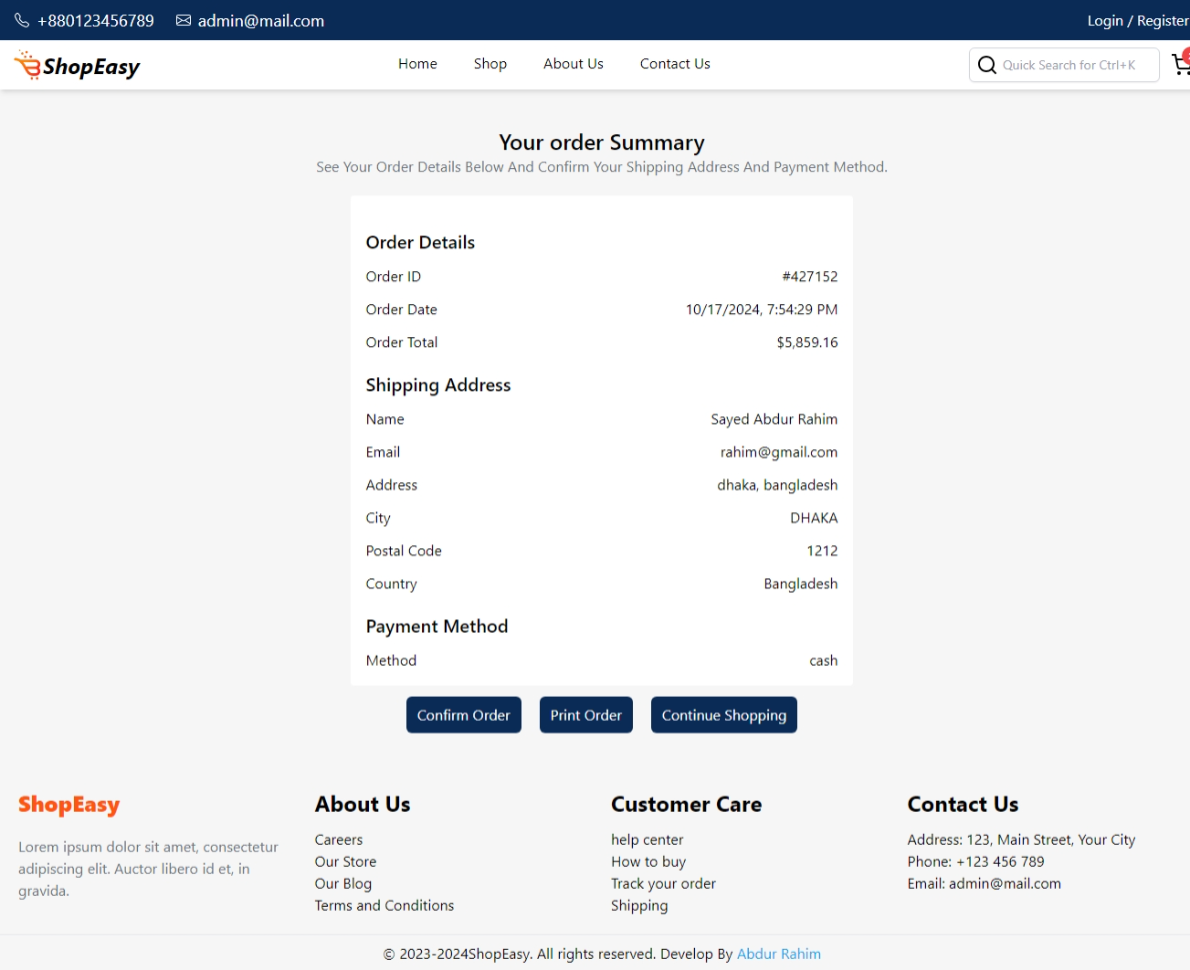 +880123456789 admin@mail.com Login / Register
ShopEasy Home Shop About Us Contact Us Quick Search for Ctrl+K
Your order Summary
See Your Order Details Below And Confirm Your Shipping Address And Payment Method.
Order Details
Order ID #427152
Order Date 10/17/2024, 7:54:29 PM
Order Total $5,859.16
Shipping Address
Name Sayed Abdur Rahim
Email rahim@gmail.com
Address dhaka, bangladesh
City DHAKA
Postal Code 1212
Country Bangladesh
Payment Method
Method cash
Confirm Order Print Order Continue Shopping
ShopEasy
Lorem ipsum dolor sit amet, consectetur
adipiscing elit. Auctor libero id et, in
gravida.
About Us
Careers
Our Store
Our Blog
Terms and Conditions
Customer Care
help center
How to buy
Track your order
Shipping
Contact Us
Address: 123, Main Street, Your City
Phone: +123 456 789
Email: admin@mail.com
© 2023-2024ShopEasy. All rights reserved. Develop By Abdur Rahim